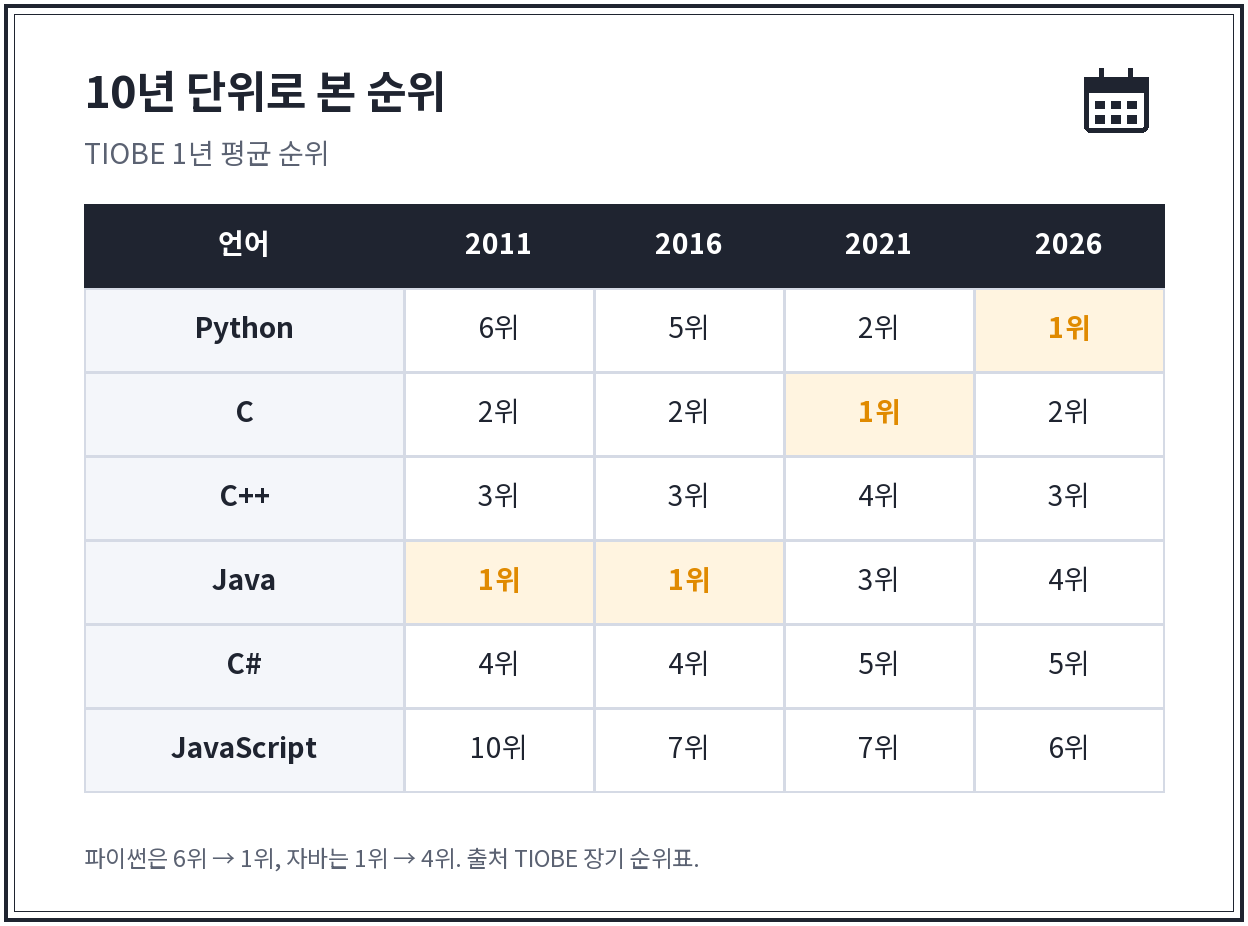 10년 단위로 본 순위
TIOBE 1년 평균 순위
언어 2011 2016 2021 2026
Python 6위 5위 2위 1위
C 2위 2위 1위 2위
C++ 3위 3위 4위 3위
Java 1위 1위 3위 4위
C# 4위 4위 5위 5위
JavaScript 10위 7위 7위 6위
파이썬은 6위 → 1위, 자바는 1위 → 4위. 출처 TIOBE 장기 순위표.